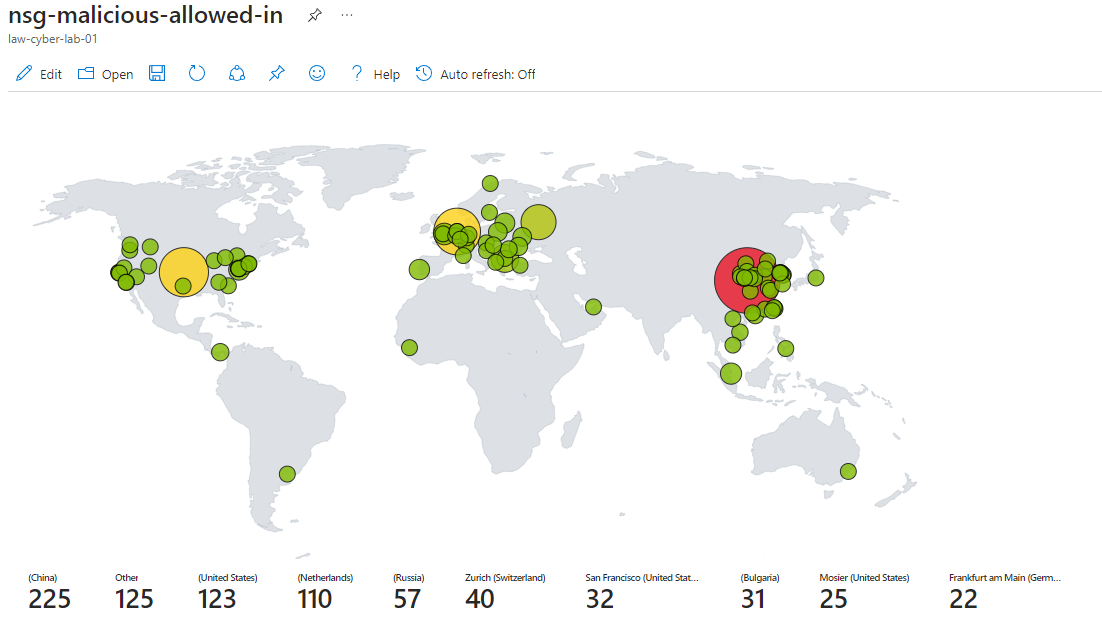 nsg-malicious-allowed-in
law-cyber-lab-01
Edit Open Help Auto refresh: Off
(China) Other (United States) (Netherlands) (Russia) Zurich (Switzerland) San Francisco (United Stat... (Bulgaria) Mosier (United States) Frankfurt am Main (Germ...
225 125 123 110 57 40 32 31 25 22